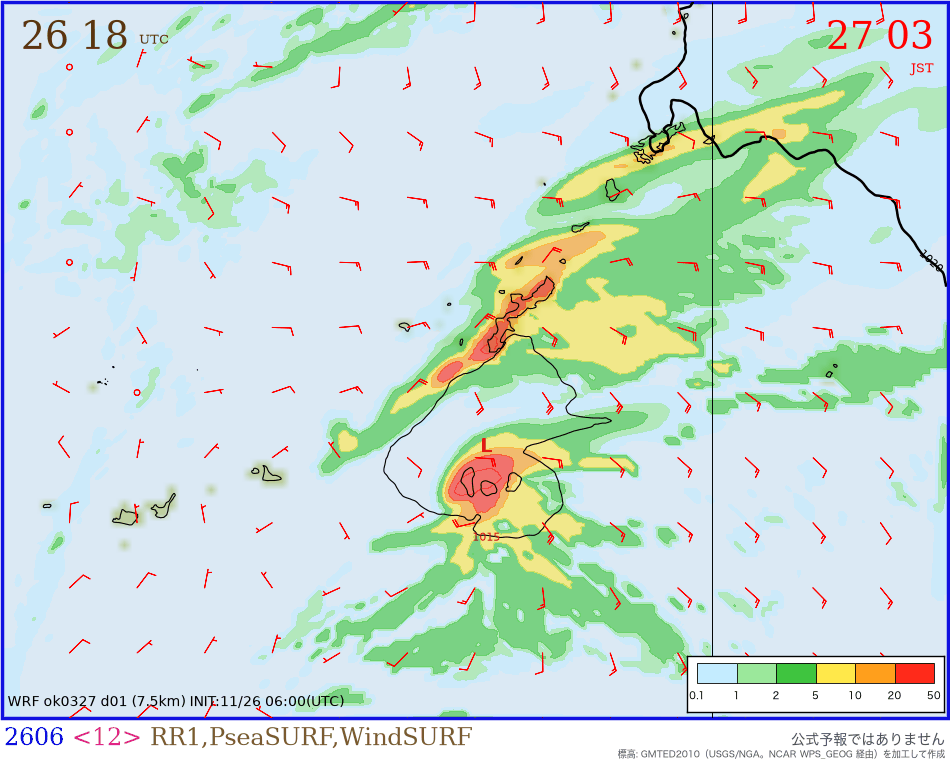 26 18 UTC
27 03
JST
1020
L
1015
0.1 1 2 5 10 20 50
WRF ok0327 d01 (7.5km) INIT:11/26 06:00(UTC)
2606 <12> RR1,PseaSURF,WindSURF
公式予報ではありません
標高: GMTED2010（USGS/NGA。NCAR WPS_GEOG 経由）を加工して作成